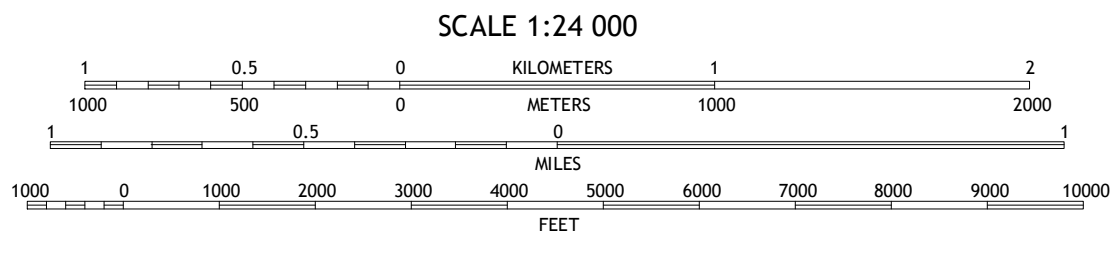 SCALE 1:24 000
1 0.5 0 KILOMETERS 1 2
1000 500 0 METERS 1000 2000
1 0.5 0 1
MILES
1000 0 1000 2000 3000 4000 5000 6000 7000 8000 9000 10000
FEET